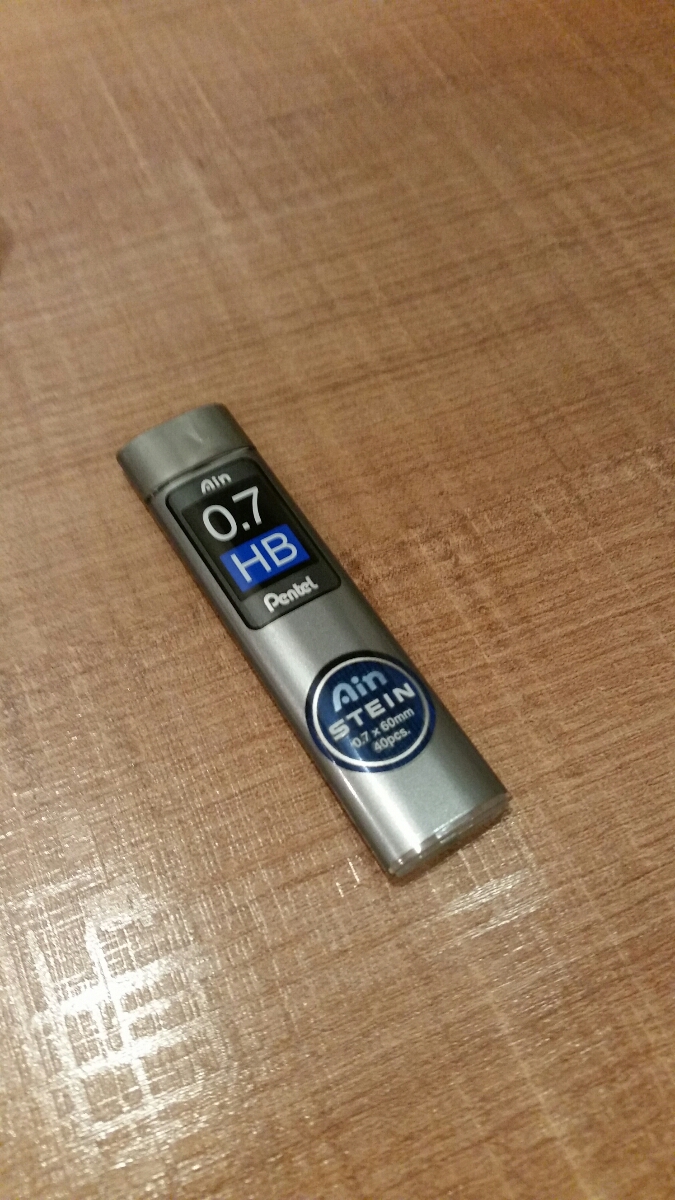 Ain
0.7
HB
Pentel
Ain
STEIN
0.7 x 60mm
40pcs.